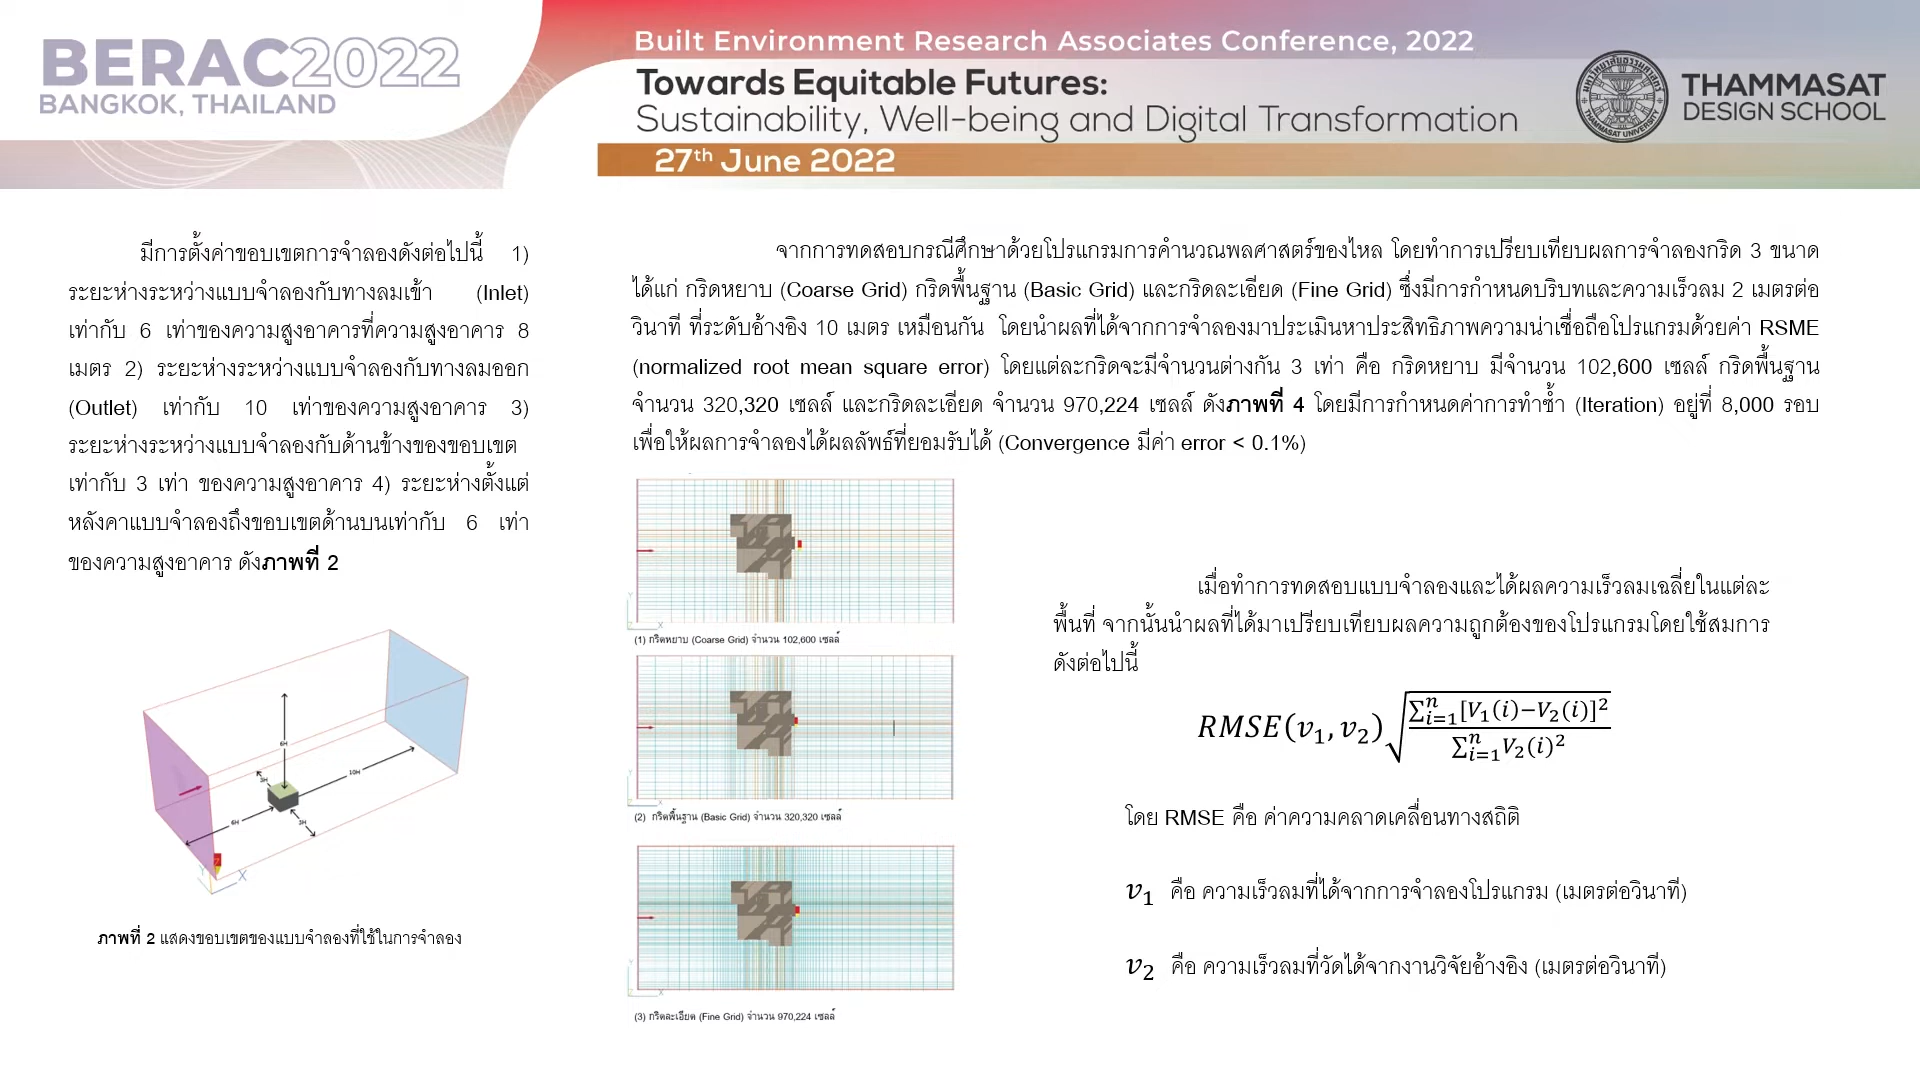 BERAC2022
BANGKOK, THAILAND
Built Environment Research Associates Conference, 2022
Towards Equitable Futures:
Sustainability, Well-being and Digital Transformation
27th June 2022
THAMMASAT
DESIGN SCHOOL
มีการตั้งค่าขอบเขตการจำลองดังต่อไปนี้ 1)
ระยะห่างระหว่างแบบจำลองกับทางลมเข้า (Inlet)
เท่ากับ 6 เท่าของความสูงอาคารที่ความสูงอาคาร 8
เมตร 2) ระยะห่างระหว่างแบบจำลองกับทางลมออก
(Outlet) เท่ากับ 10 เท่าของความสูงอาคาร 3)
ระยะห่างระหว่างแบบจำลองกับด้านข้างของขอบเขต
เท่ากับ 3 เท่า ของความสูงอาคาร 4) ระยะห่างตั้งแต่
หลังคาแบบจำลองถึงขอบเขตด้านบนเท่ากับ 6 เท่า
ของความสูงอาคาร ดังภาพที่ 2
6H
3H
10H
6H
3H
Y
X
ภาพที่ 2 แสดงขอบเขตของแบบจำลองที่ใช้ในการจำลอง
จากการทดสอบกรณีศึกษาด้วยโปรแกรมการคำนวณพลศาสตร์ของไหล โดยทำการเปรียบเทียบผลการจำลองกริด 3 ขนาด
ได้แก่ กริดหยาบ (Coarse Grid) กริดพื้นฐาน (Basic Grid) และกริดละเอียด (Fine Grid) ซึ่งมีการกำหนดบริบทและความเร็วลม 2 เมตรต่อ
วินาที ที่ระดับอ้างอิง 10 เมตร เหมือนกัน โดยนำผลที่ได้จากการจำลองมาประเมินหาประสิทธิภาพความน่าเชื่อถือโปรแกรมด้วยค่า RSME
(normalized root mean square error) โดยแต่ละกริดจะมีจำนวนต่างกัน 3 เท่า คือ กริดหยาบ มีจำนวน 102,600 เซลล์ กริดพื้นฐาน
จำนวน 320,320 เซลล์ และกริดละเอียด จำนวน 970,224 เซลล์ ดังภาพที่ 4 โดยมีการกำหนดค่าการทำซ้ำ (Iteration) อยู่ที่ 8,000 รอบ
เพื่อให้ผลการจำลองได้ผลลัพธ์ที่ยอมรับได้ (Convergence มีค่า error < 0.1%)
(1) กริดหยาบ (Coarse Grid) จำนวน 102,600 เซลล์
(2) กริดพื้นฐาน (Basic Grid) จำนวน 320,320 เซลล์
(3) กริดละเอียด (Fine Grid) จำนวน 970,224 เซลล์
เมื่อทำการทดสอบแบบจำลองและได้ผลความเร็วลมเฉลี่ยในแต่ละ
พื้นที่ จากนั้นนำผลที่ได้มาเปรียบเทียบผลความถูกต้องของโปรแกรมโดยใช้สมการ
ดังต่อไปนี้
RMSE(v₁, v₂)√(∑ⁿᵢ₌₁[V₁(i)−V₂(i)]² / ∑ⁿᵢ₌₁V₂(i)²)
โดย RMSE คือ ค่าความคลาดเคลื่อนทางสถิติ
v₁ คือ ความเร็วลมที่ได้จากการจำลองโปรแกรม (เมตรต่อวินาที)
v₂ คือ ความเร็วลมที่วัดได้จากงานวิจัยอ้างอิง (เมตรต่อวินาที)